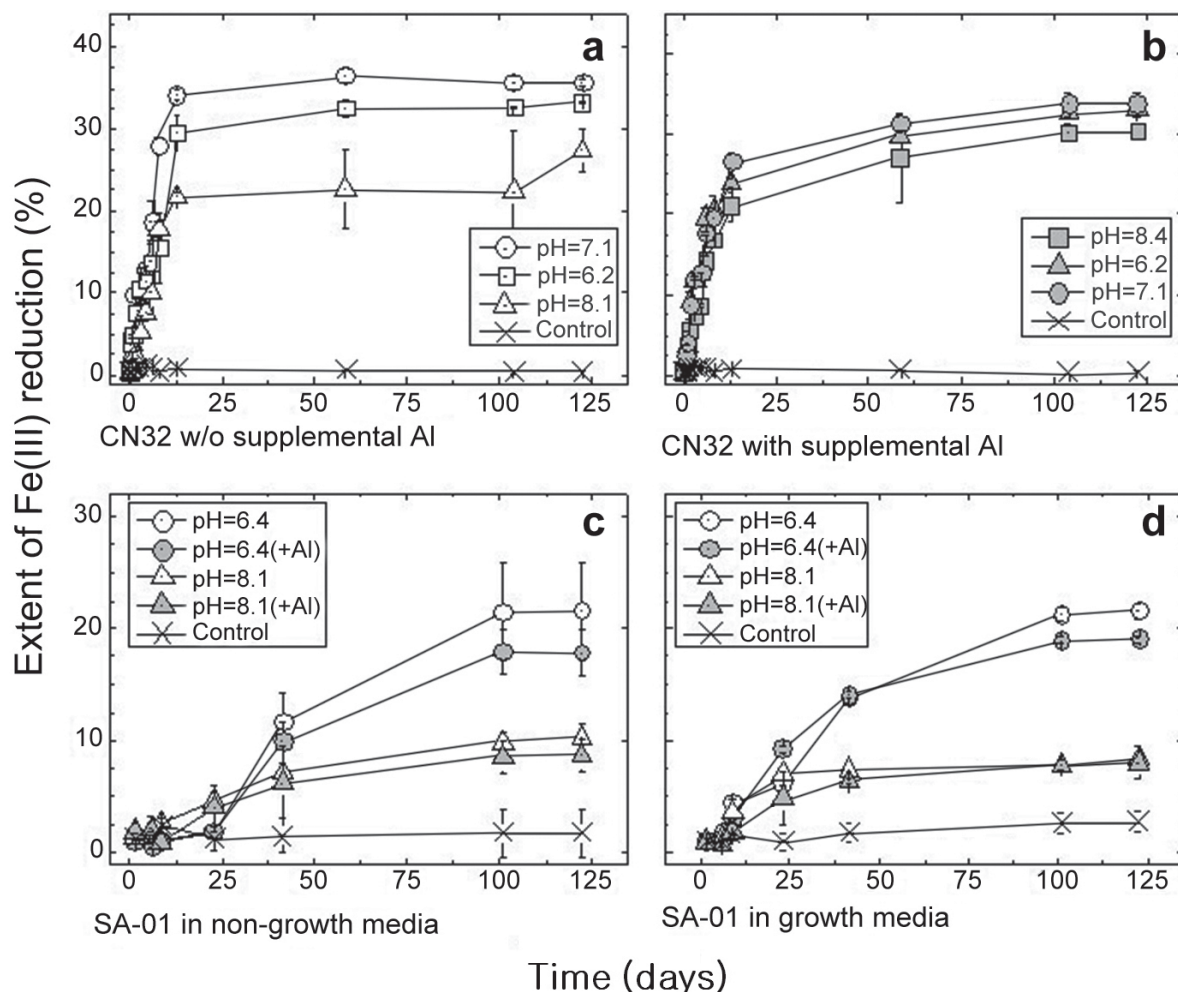 Extent of Fe(III) reduction (%)
a
40
30
20
10
0
pH=7.1
pH=6.2
pH=8.1
Control
0 25 50 75 100 125
CN32 w/o supplemental Al
b
pH=8.4
pH=6.2
pH=7.1
Control
0 25 50 75 100 125
CN32 with supplemental Al
c
30
20
10
0
pH=6.4
pH=6.4(+Al)
pH=8.1
pH=8.1(+Al)
Control
0 25 50 75 100 125
SA-01 in non-growth media
d
pH=6.4
pH=6.4(+Al)
pH=8.1
pH=8.1(+Al)
Control
0 25 50 75 100 125
SA-01 in growth media
Time (days)